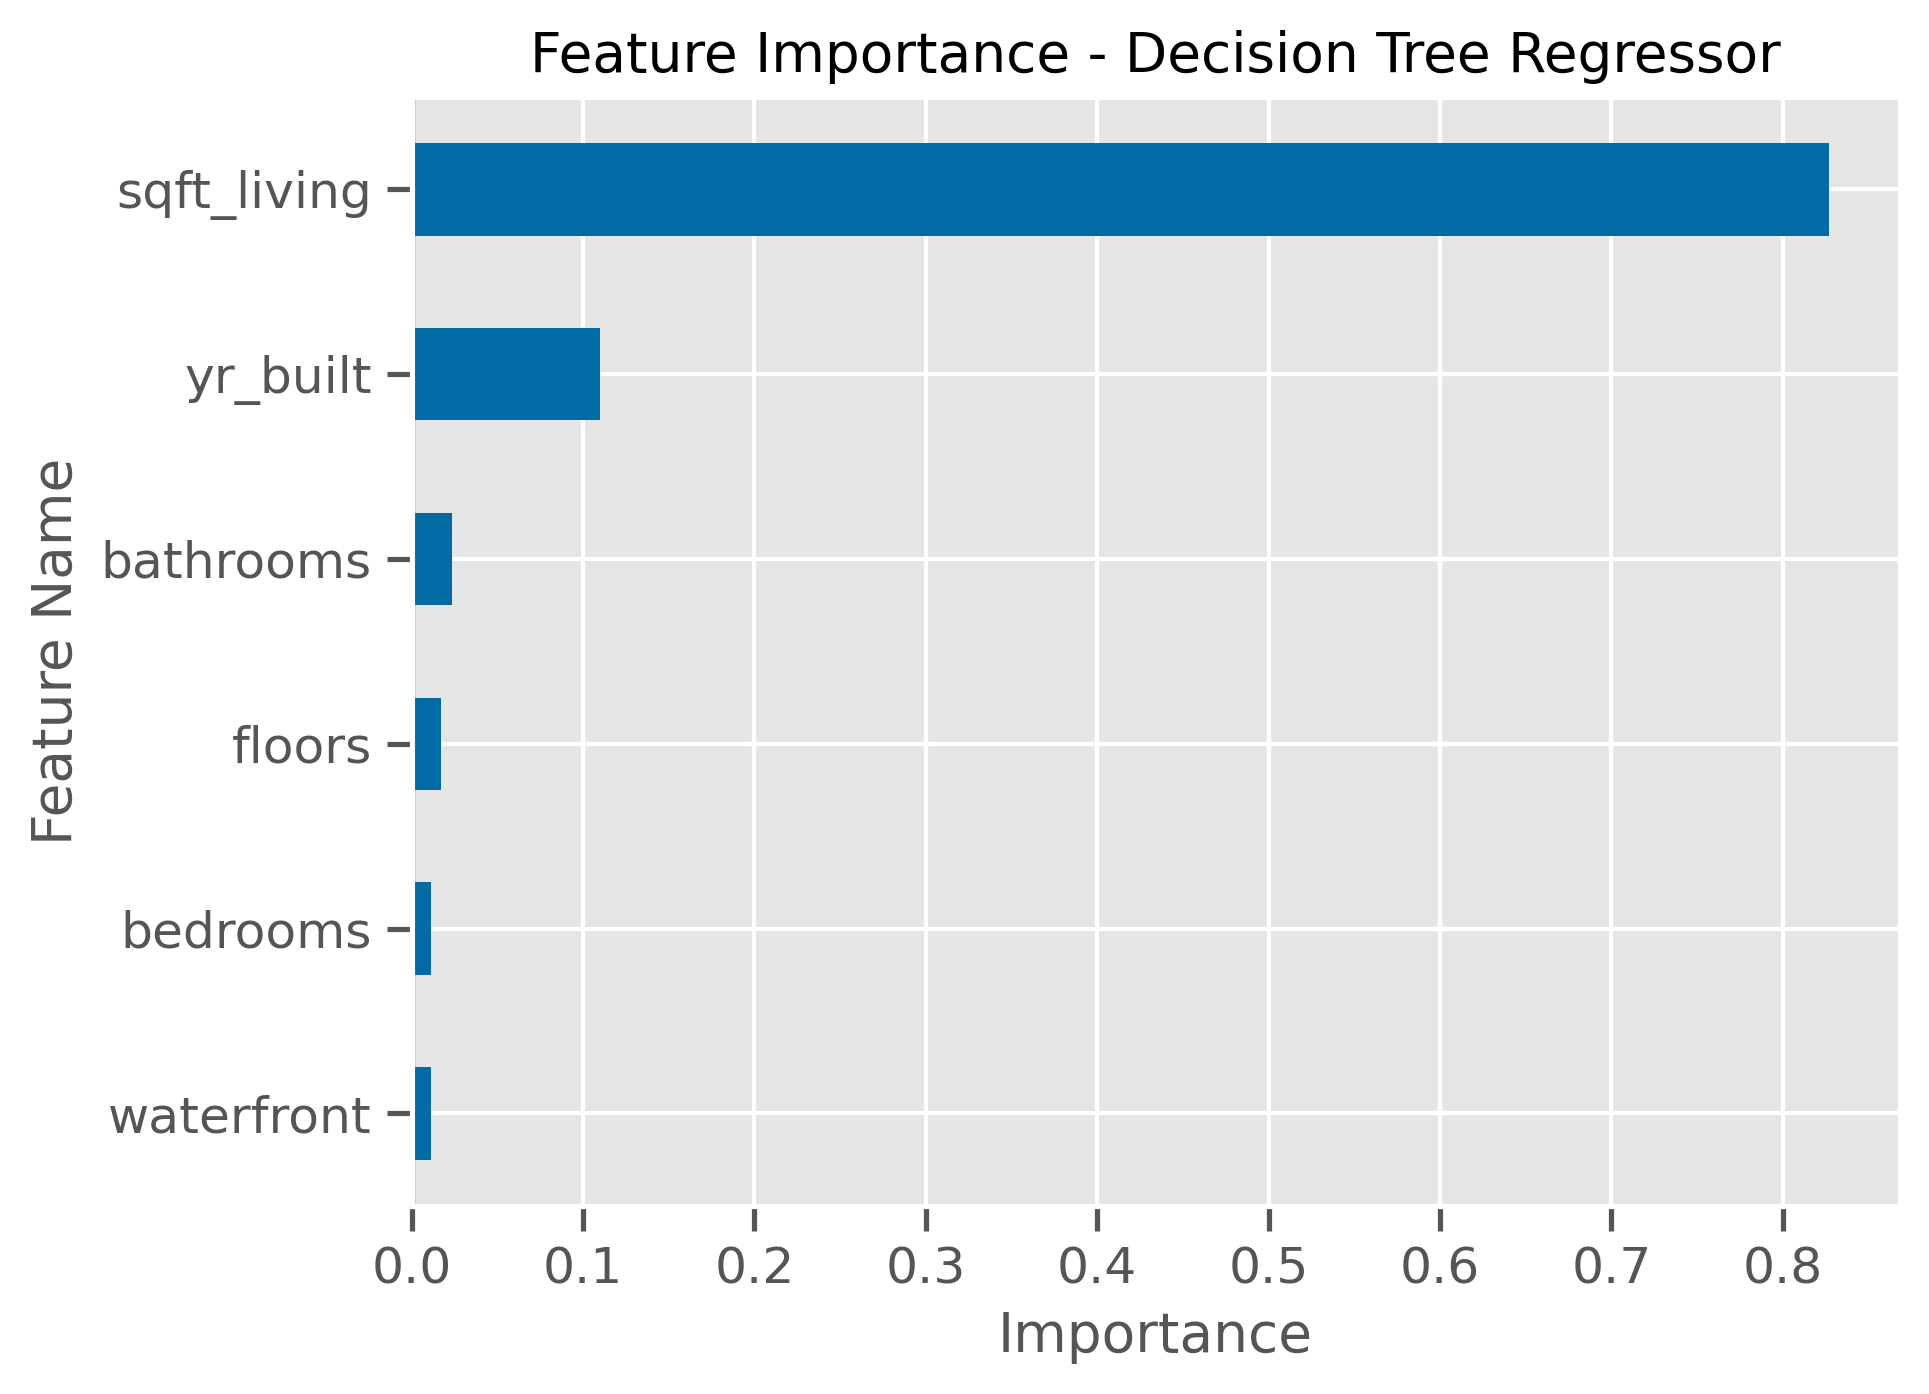 Feature Importance - Decision Tree Regressor
sqft_living
yr_built
bathrooms
floors
bedrooms
waterfront
Feature Name
0.0 0.1 0.2 0.3 0.4 0.5 0.6 0.7 0.8
Importance